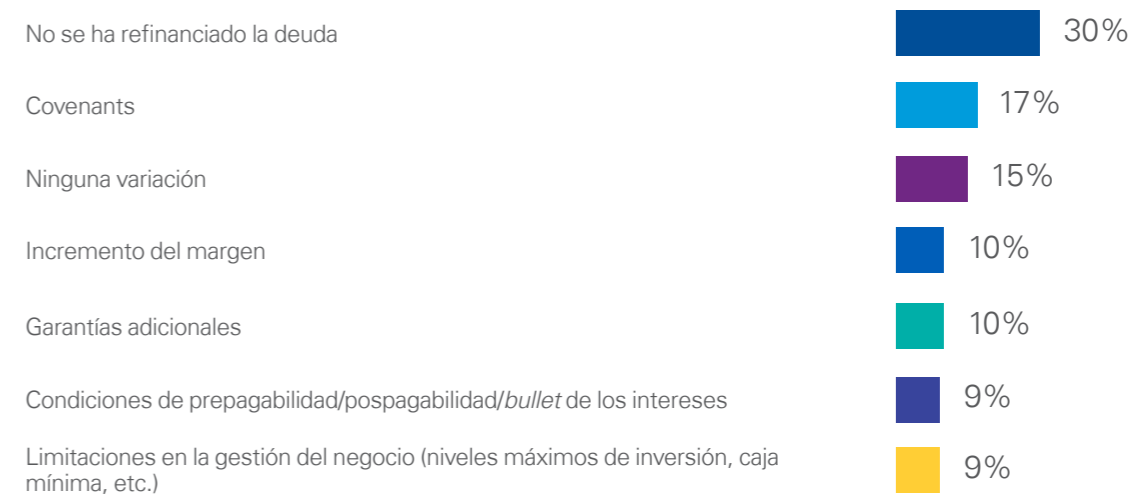 No se ha refinanciado la deuda 30%
Covenants 17%
Ninguna variación 15%
Incremento del margen 10%
Garantías adicionales 10%
Condiciones de prepagabilidad/pospagabilidad/bullet de los intereses 9%
Limitaciones en la gestión del negocio (niveles máximos de inversión, caja
mínima, etc.) 9%